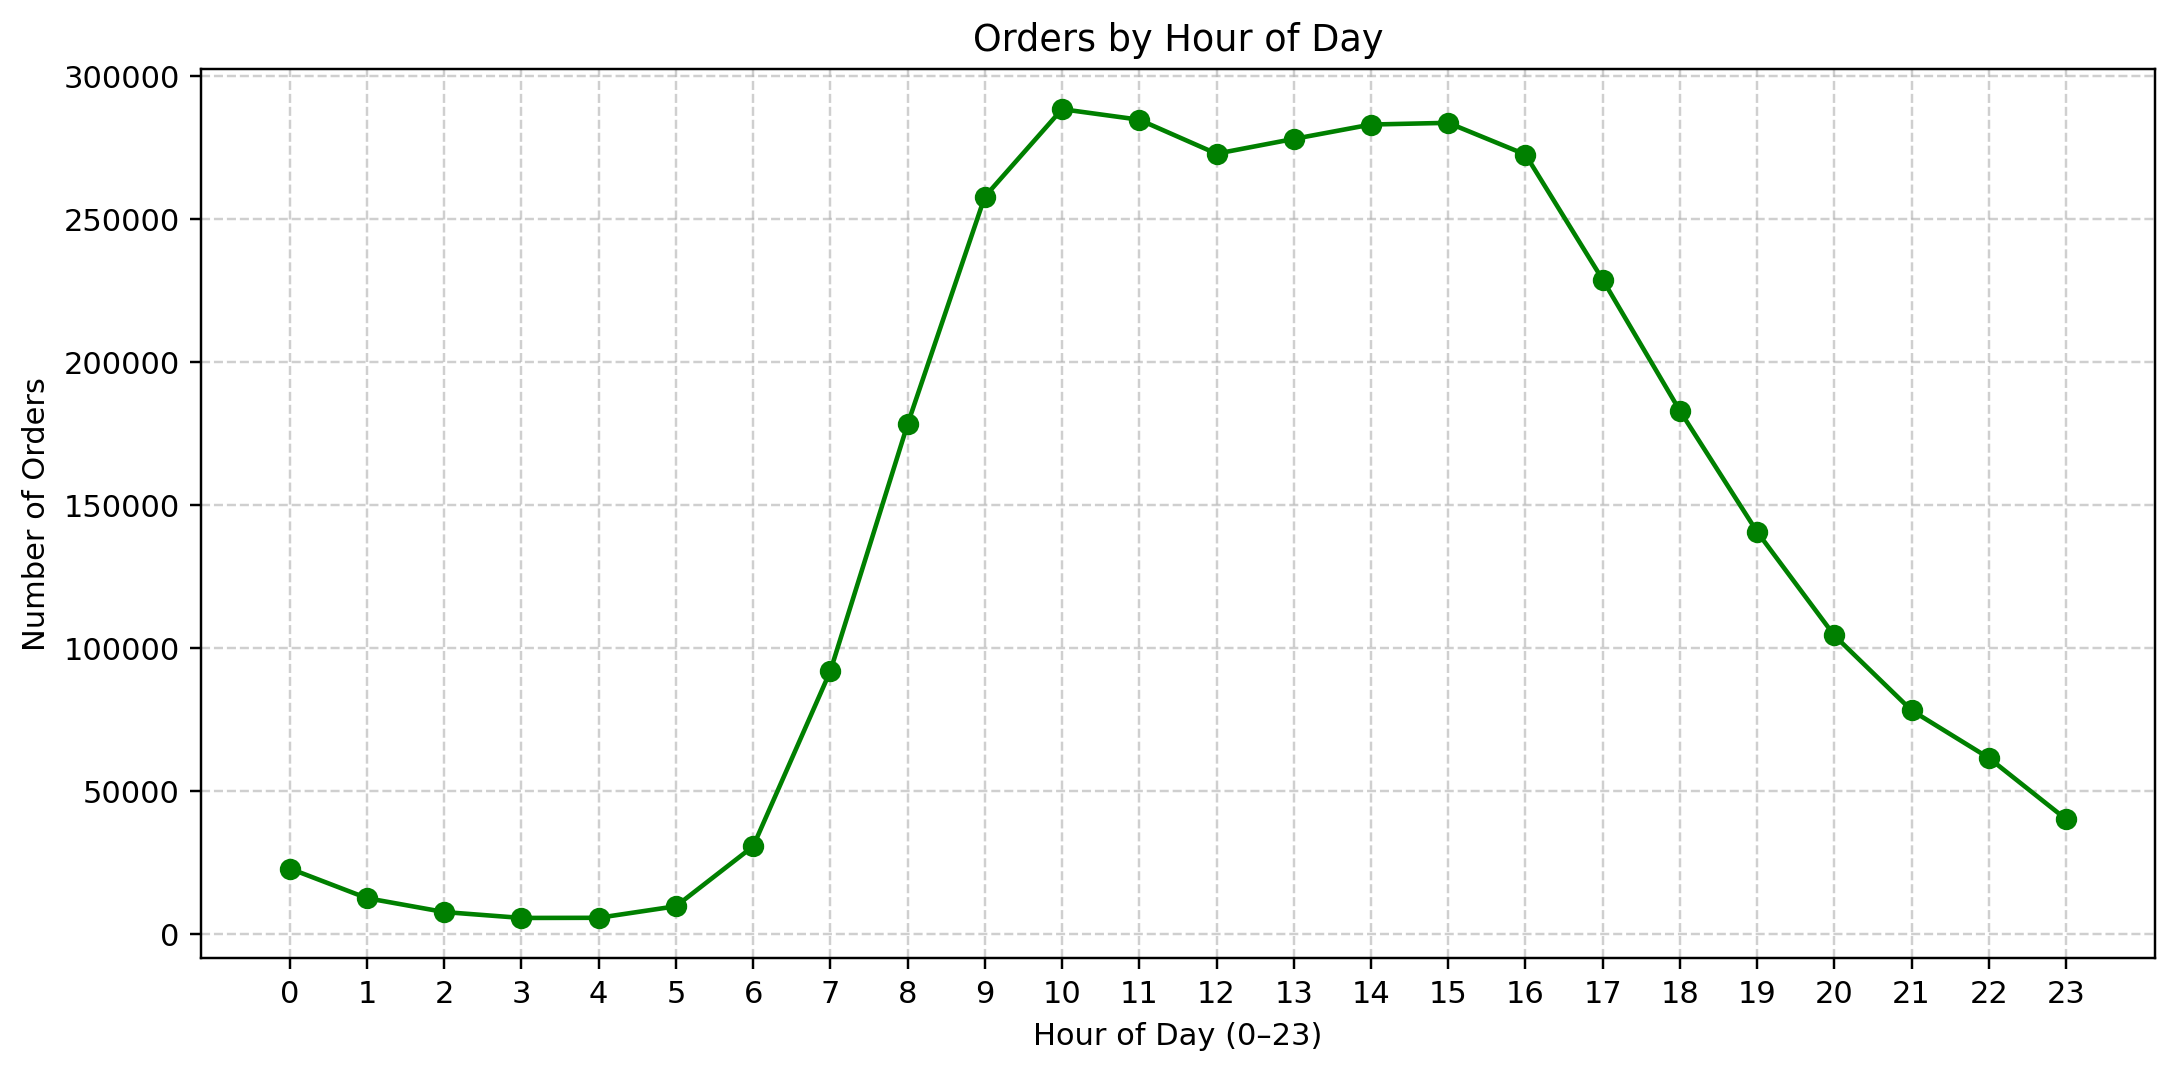 Orders by Hour of Day
300000
250000
200000
150000
100000
50000
0
Number of Orders
0 1 2 3 4 5 6 7 8 9 10 11 12 13 14 15 16 17 18 19 20 21 22 23
Hour of Day (0–23)